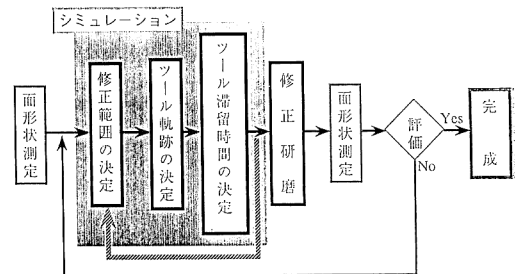 シミュレーション
面形状測定
修正範囲の決定
ツール軌跡の決定
ツール滞留時間の決定
修正研磨
面形状測定
評価
Yes
No
完成